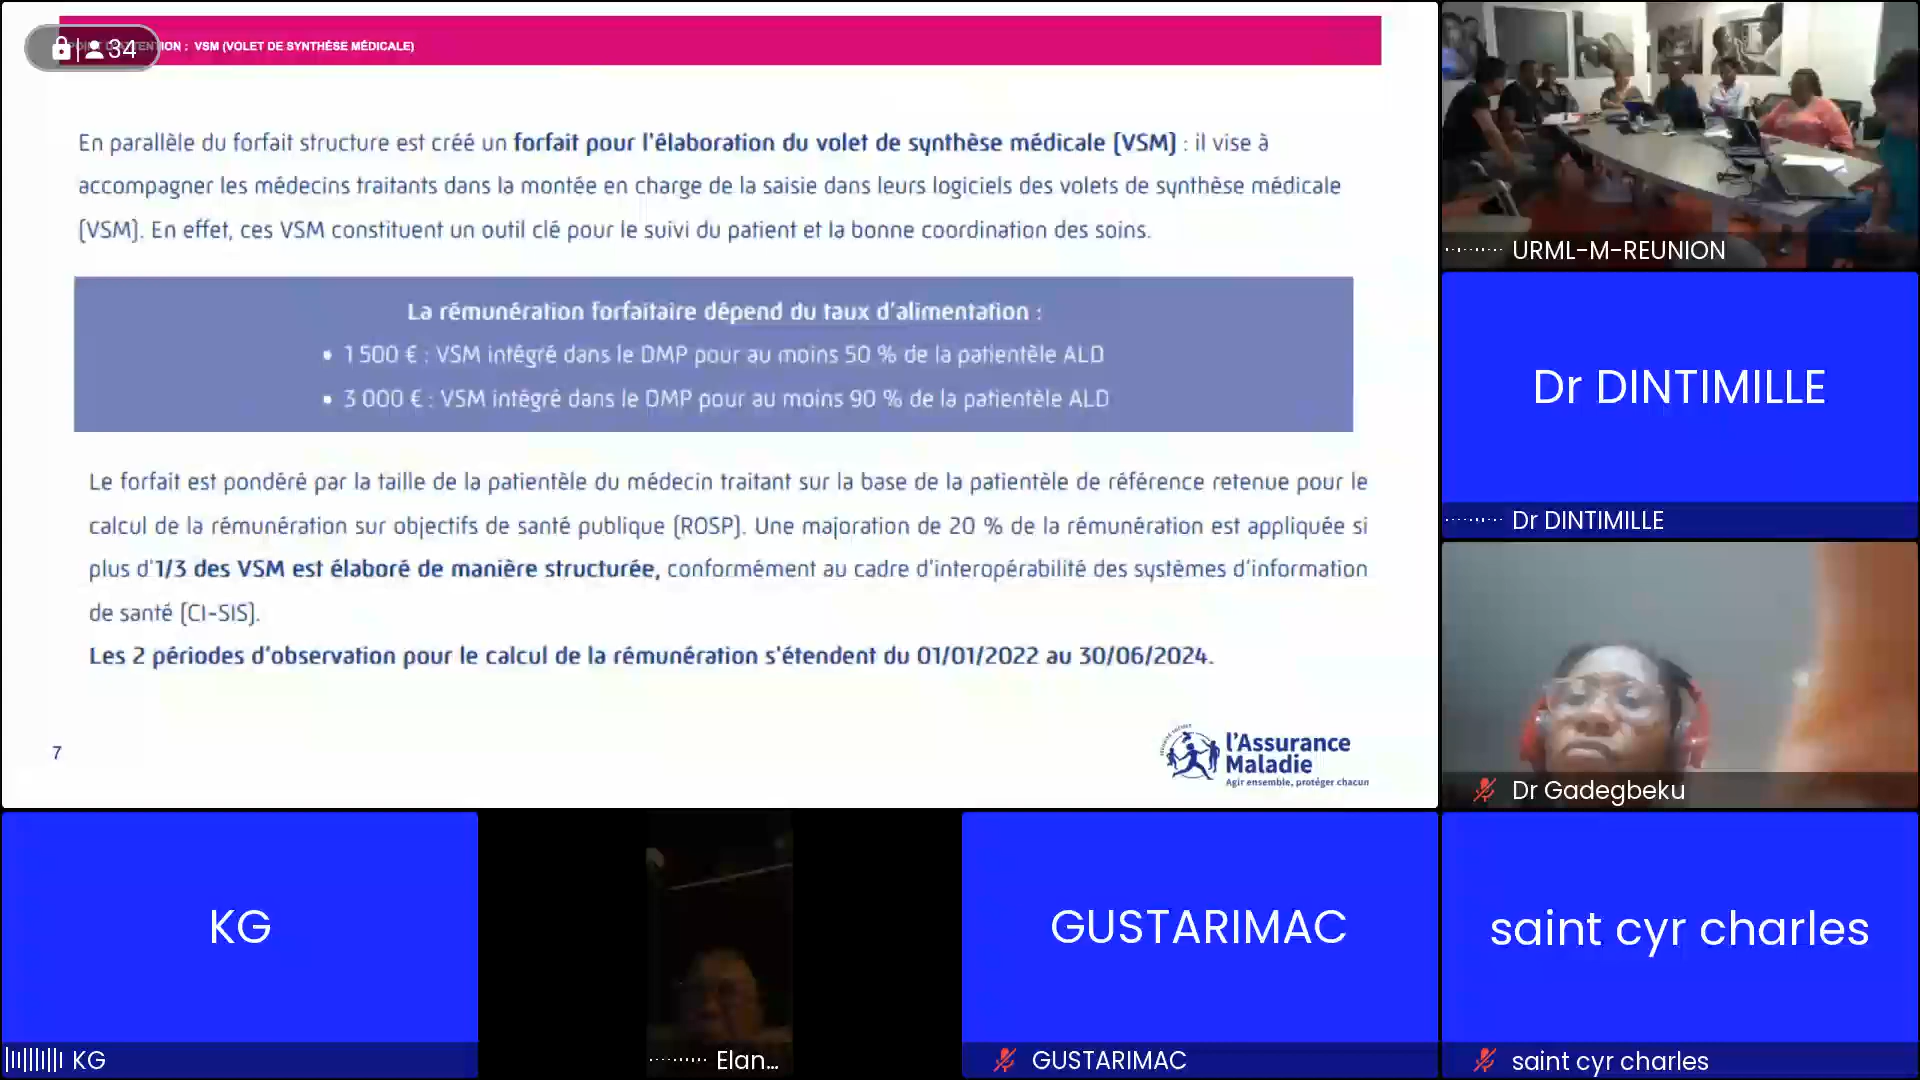 34
ION : VSM (VOLET DE SYNTHÈSE MÉDICALE)
En parallèle du forfait structure est créé un forfait pour l'élaboration du volet de synthèse médicale (VSM) : il vise à
accompagner les médecins traitants dans la montée en charge de la saisie dans leurs logiciels des volets de synthèse médicale
(VSM). En effet, ces VSM constituent un outil clé pour le suivi du patient et la bonne coordination des soins.
La rémunération forfaitaire dépend du taux d'alimentation :
• 1 500 € : VSM intégré dans le DMP pour au moins 50 % de la patientèle ALD
• 3 000 € : VSM intégré dans le DMP pour au moins 90 % de la patientèle ALD
Le forfait est pondéré par la taille de la patientèle du médecin traitant sur la base de la patientèle de référence retenue pour le
calcul de la rémunération sur objectifs de santé publique (ROSP). Une majoration de 20 % de la rémunération est appliquée si
plus d'1/3 des VSM est élaboré de manière structurée, conformément au cadre d'interopérabilité des systèmes d'information
de santé (CI-SIS).
Les 2 périodes d'observation pour le calcul de la rémunération s'étendent du 01/01/2022 au 30/06/2024.
7
l'Assurance
Maladie
Agir ensemble, protéger chacun
URML-M-REUNION
Dr DINTIMILLE
Dr DINTIMILLE
Dr Gadegbeku
KG
KG
Elan...
GUSTARIMAC
GUSTARIMAC
saint cyr charles
saint cyr charles